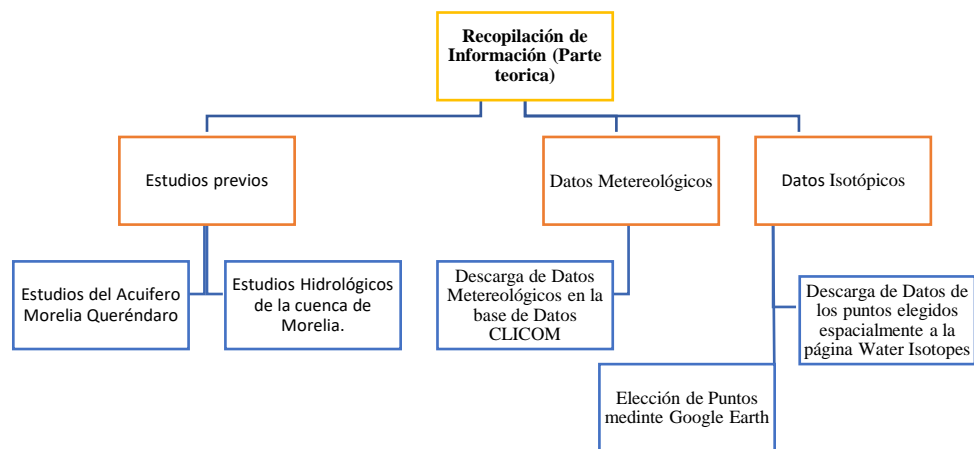 Recopilación de
Información (Parte
teorica)
Estudios previos
Datos Metereológicos
Datos Isotópicos
Estudios del Acuifero
Morelia Queréndaro
Estudios Hidrológicos
de la cuenca de
Morelia.
Descarga de Datos
Metereológicos en la
base de Datos
CLICOM
Descarga de Datos de
los puntos elegidos
espacialmente a la
página Water Isotopes
Elección de Puntos
medinte Google Earth